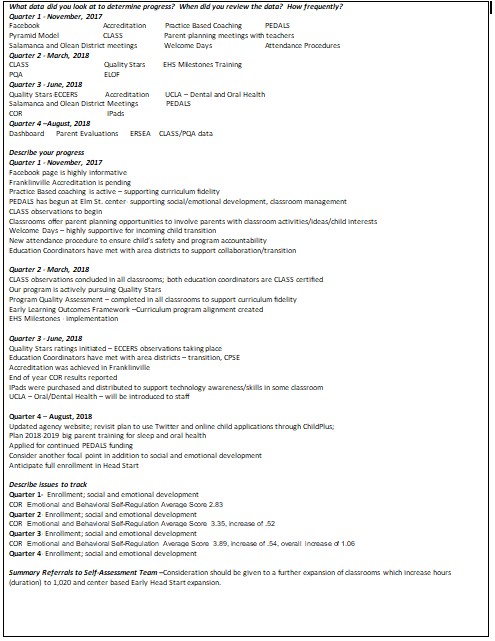 What data did you look at to determine progress?  When did you review the data?  How frequently?
Quarter 1 - November, 2017
Facebook Accreditation Practice Based Coaching PEDALS
Pyramid Model CLASS Parent planning meetings with teachers
Salamanca and Olean District meetings Welcome Days Attendance Procedures
Quarter 2 - March, 2018
CLASS Quality Stars EHS Milestones Training
PQA ELOF
Quarter 3 - June, 2018
Quality Stars-ECCERS Accreditation UCLA – Dental and Oral Health
Salamanca and Olean District Meetings PEDALS
COR IPads
Quarter 4 –August, 2018
Dashboard Parent Evaluations ERSEA CLASS/PQA data
Describe your progress
Quarter 1 - November, 2017
Facebook page is highly informative
Franklinville Accreditation is pending
Practice Based coaching is active – supporting curriculum fidelity
PEDALS has begun at Elm St. center- supporting social/emotional development, classroom management
CLASS observations to begin
Classrooms offer parent planning opportunities to involve parents with classroom activities/ideas/child interests
Welcome Days – highly supportive for incoming child transition
New attendance procedure to ensure child's safety and program accountability
Education Coordinators have met with area districts to support collaboration/transition
Quarter 2 - March, 2018
CLASS observations concluded in all classrooms; both education coordinators are CLASS certified
Our program is actively pursuing Quality Stars
Program Quality Assessment – completed in all classrooms to support curriculum fidelity
Early Learning Outcomes Framework –Curriculum program alignment created
EHS Milestones - implementation
Quarter 3 - June, 2018
Quality Stars ratings initiated – ECCERS observations taking place
Education Coordinators have met with area districts – transition, CPSE
Accreditation was achieved in Franklinville
End of year COR results reported
IPads were purchased and distributed to support technology awareness/skills in some classroom
UCLA – Oral/Dental Health – will be introduced to staff
Quarter 4 – August, 2018
Updated agency website; revisit plan to use Twitter and online child applications through ChildPlus;
Plan 2018-2019 big parent training for sleep and oral health
Applied for continued PEDALS funding
Consider another focal point in addition to social and emotional development
Anticipate full enrollment in Head Start
Describe issues to track
Quarter 1- Enrollment; social and emotional development
COR Emotional and Behavioral Self-Regulation Average Score 2.83
Quarter 2- Enrollment; social and emotional development
COR Emotional and Behavioral Self-Regulation Average Score 3.35, increase of .52
Quarter 3- Enrollment; social and emotional development
COR Emotional and Behavioral Self-Regulation Average Score 3.89, increase of .54, overall increase of 1.06
Quarter 4- Enrollment; social and emotional development
Summary Referrals to Self-Assessment Team –Consideration should be given to a further expansion of classrooms which increase hours
(duration) to 1,020 and center based Early Head Start expansion.